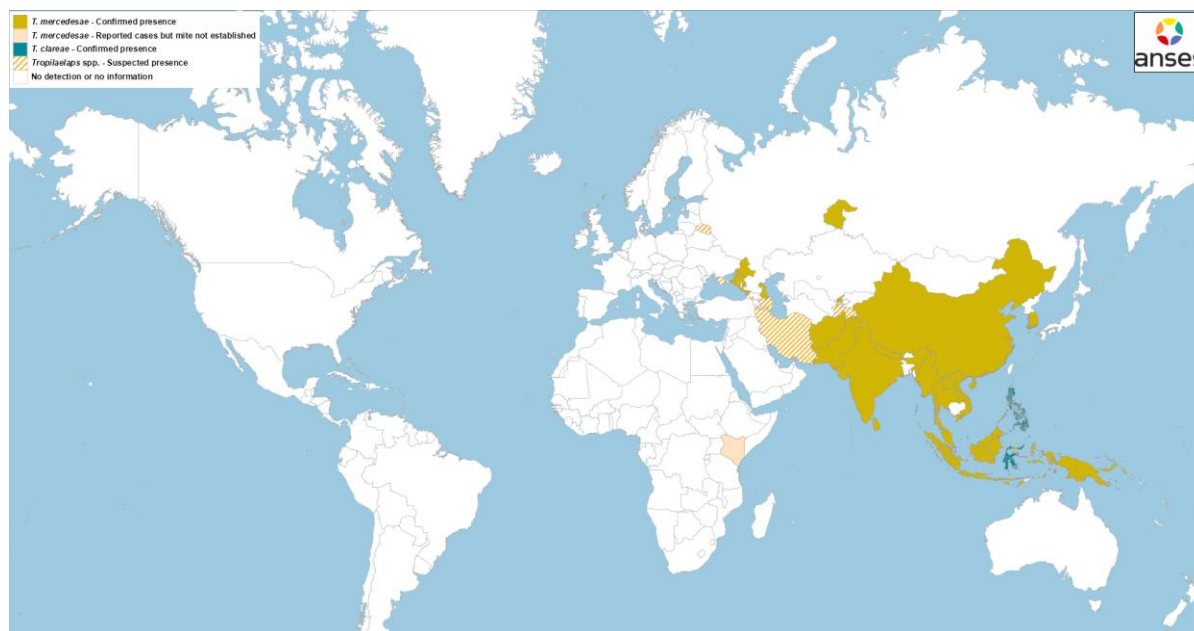 T. mercedesae - Confirmed presence
T. mercedesae - Reported cases but mite not established
T. clareae - Confirmed presence
Tropilaelaps spp. - Suspected presence
No detection or no information
anses